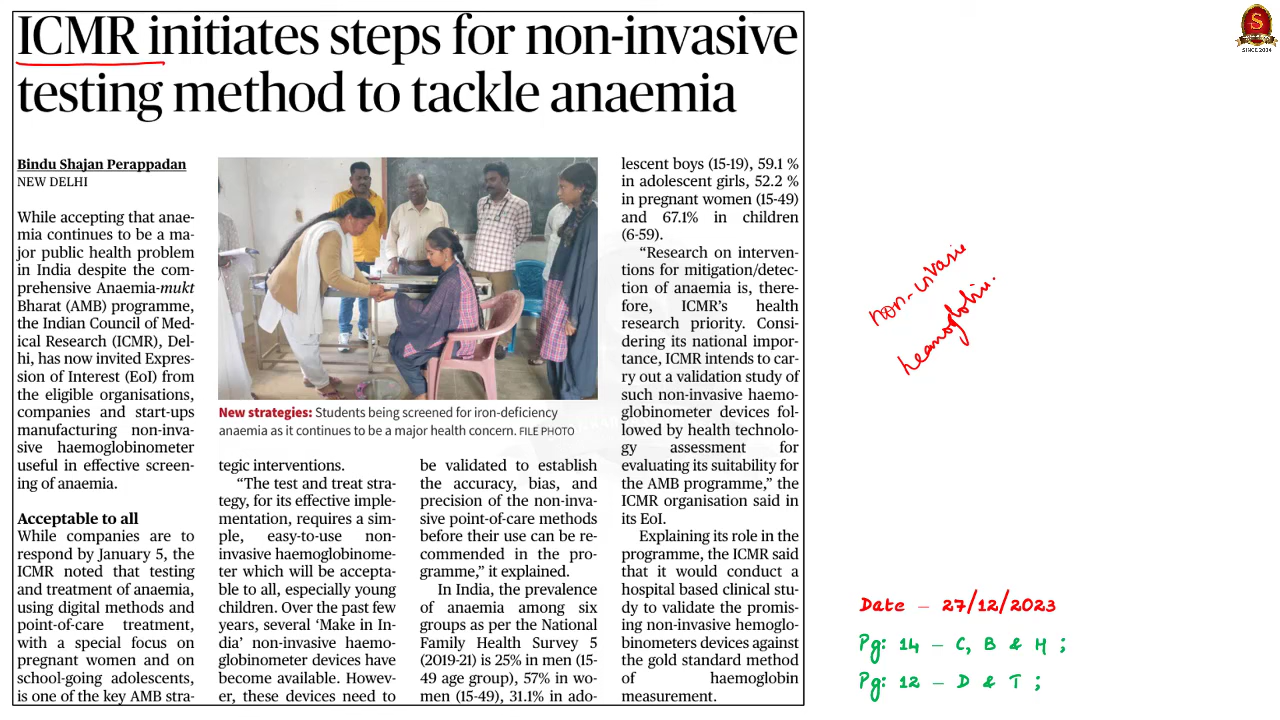 ICMR initiates steps for non-invasive
testing method to tackle anaemia
Bindu Shajan Perappadan
NEW DELHI
While accepting that anae-
mia continues to be a ma-
jor public health problem
in India despite the com-
prehensive Anaemia-mukt
Bharat (AMB) programme,
the Indian Council of Med-
ical Research (ICMR), Del-
hi, has now invited Expres-
sion of Interest (EoI) from
the eligible organisations,
companies and start-ups
manufacturing non-inva-
sive haemoglobinometer
useful in effective screen-
ing of anaemia.
Acceptable to all
While companies are to
respond by January 5, the
ICMR noted that testing
and treatment of anaemia,
using digital methods and
point-of-care treatment,
with a special focus on
pregnant women and on
school-going adolescents,
is one of the key AMB stra-
New strategies: Students being screened for iron-deficiency
anaemia as it continues to be a major health concern. FILE PHOTO
tegic interventions.
"The test and treat stra-
tegy, for its effective imple-
mentation, requires a sim-
ple, easy-to-use non-
invasive haemoglobinome-
ter which will be accepta-
ble to all, especially young
children. Over the past few
years, several 'Make in In-
dia' non-invasive haemo-
globinometer devices have
become available. Howev-
er, these devices need to
be validated to establish
the accuracy, bias, and
precision of the non-inva-
sive point-of-care methods
before their use can be re-
commended in the pro-
gramme," it explained.
In India, the prevalence
of anaemia among six
groups as per the National
Family Health Survey 5
(2019-21) is 25% in men (15-
49 age group), 57% in wo-
men (15-49), 31.1% in ado-
lescent boys (15-19), 59.1 %
in adolescent girls, 52.2 %
in pregnant women (15-49)
and 67.1% in children
(6-59).
"Research on interven-
tions for mitigation/detec-
tion of anaemia is, there-
fore, ICMR's health
research priority. Consi-
dering its national impor-
tance, ICMR intends to car-
ry out a validation study of
such non-invasive haemo-
globinometer devices fol-
lowed by health technolo-
gy assessment for
evaluating its suitability for
the AMB programme," the
ICMR organisation said in
its EoI.
Explaining its role in the
programme, the ICMR said
that it would conduct a
hospital based clinical stu-
dy to validate the promis-
ing non-invasive hemoglo-
binometers devices against
the gold standard method
of haemoglobin
measurement.
S
SINCE 2004
non-invasive
heamoglobin.
Date – 27/12/2023
Pg: 14 – C, B & H ;
Pg: 12 – D & T ;